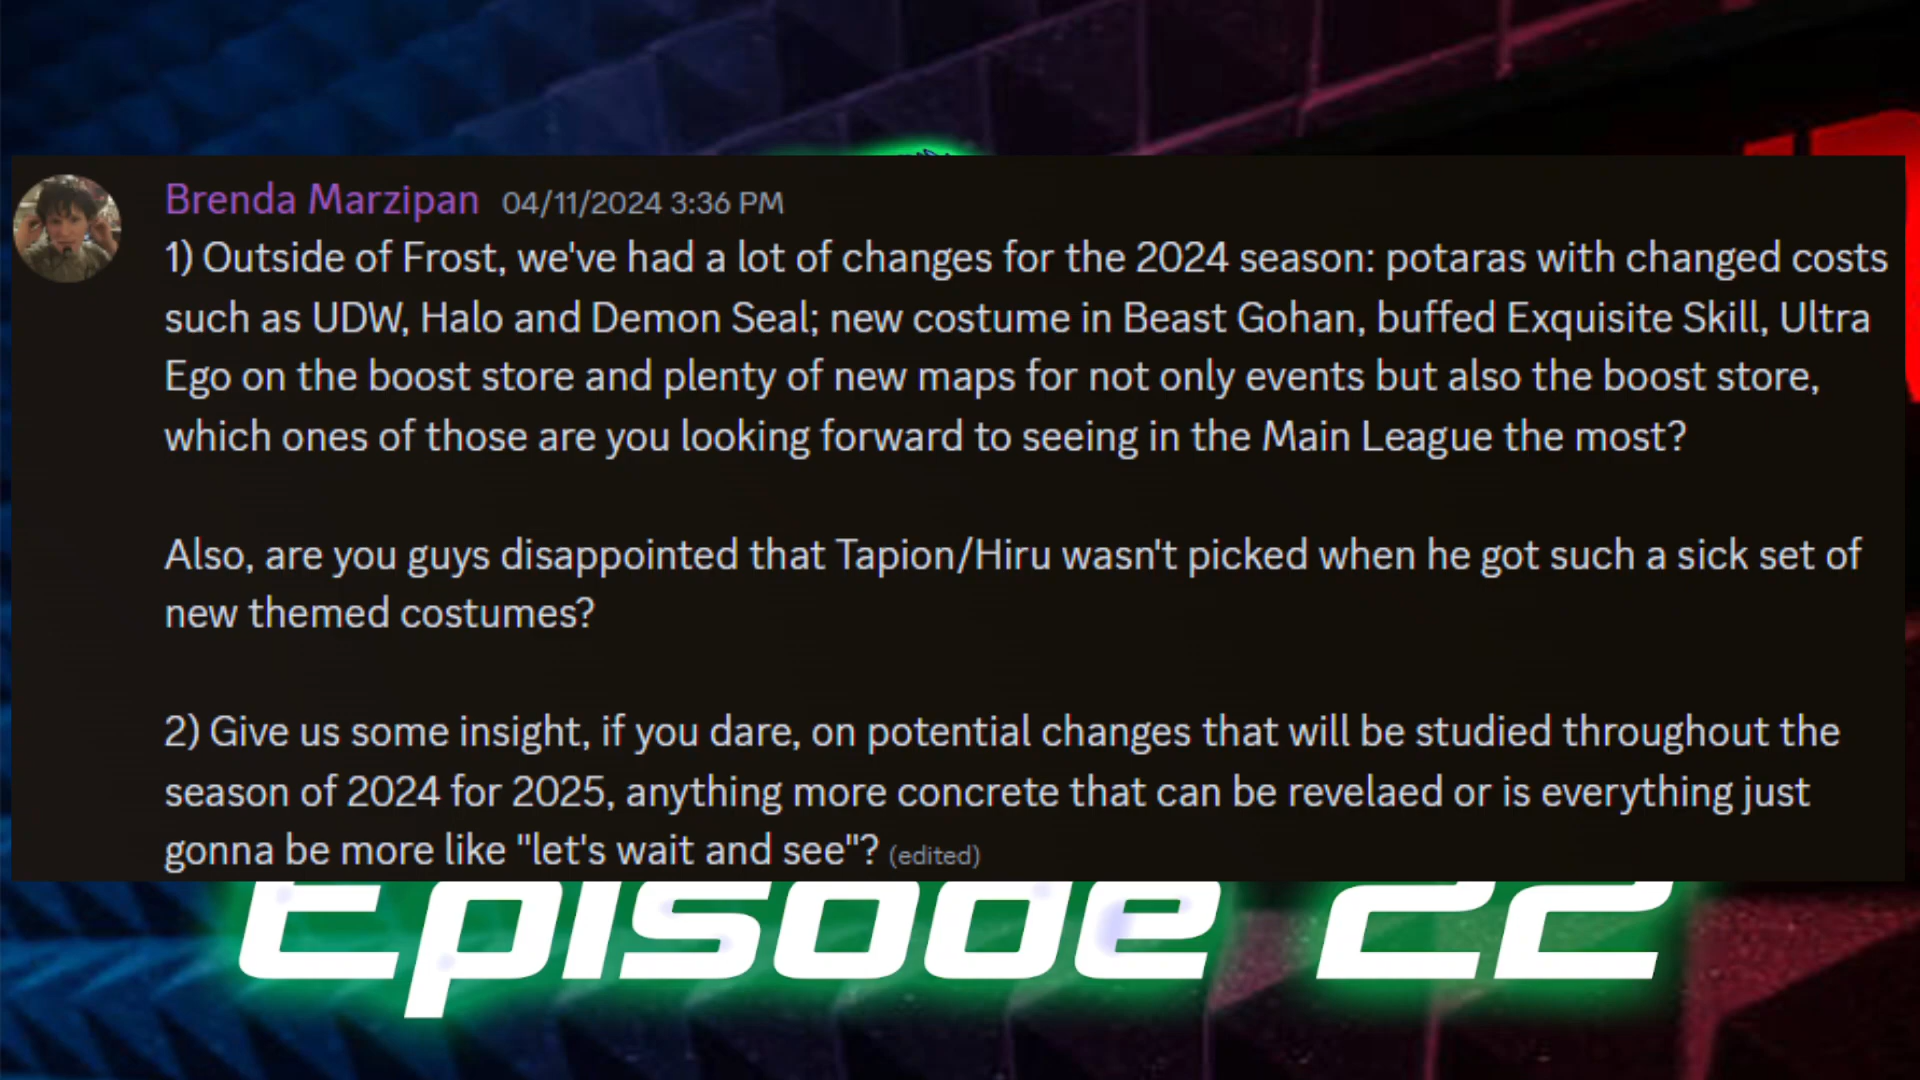 Brenda Marzipan 04/11/2024 3:36 PM
1) Outside of Frost, we've had a lot of changes for the 2024 season: potaras with changed costs
such as UDW, Halo and Demon Seal; new costume in Beast Gohan, buffed Exquisite Skill, Ultra
Ego on the boost store and plenty of new maps for not only events but also the boost store,
which ones of those are you looking forward to seeing in the Main League the most?
Also, are you guys disappointed that Tapion/Hiru wasn't picked when he got such a sick set of
new themed costumes?
2) Give us some insight, if you dare, on potential changes that will be studied throughout the
season of 2024 for 2025, anything more concrete that can be revelaed or is everything just
gonna be more like "let's wait and see"? (edited)
Episode 22